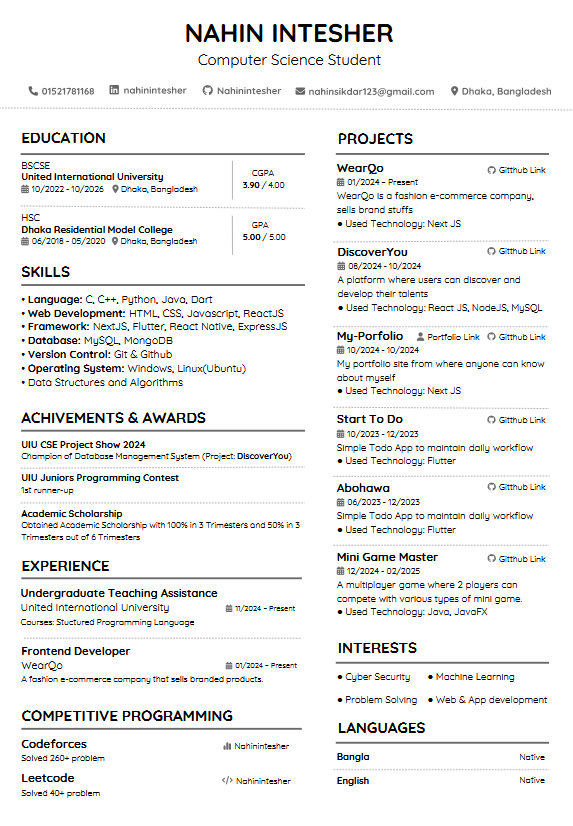 NAHIN INTESHER
Computer Science Student
01521781168 nahinintesher Nahinintesher nahinsikdar123@gmail.com Dhaka, Bangladesh
EDUCATION
BSCSE
United International University
10/2022 - 10/2026 Dhaka, Bangladesh
CGPA
3.90 / 4.00
HSC
Dhaka Residential Model College
06/2018 - 05/2020 Dhaka, Bangladesh
GPA
5.00 / 5.00
SKILLS
• Language: C, C++, Python, Java, Dart
• Web Development: HTML, CSS, Javascript, ReactJS
• Framework: NextJS, Flutter, React Native, ExpressJS
• Database: MySQL, MongoDB
• Version Control: Git & Github
• Operating System: Windows, Linux(Ubuntu)
• Data Structures and Algorithms
ACHIVEMENTS & AWARDS
UIU CSE Project Show 2024
Champion of Database Management System (Project: DiscoverYou)
UIU Juniors Programming Contest
1st runner-up
Academic Scholarship
Obtained Academic Scholarship with 100% in 3 Trimesters and 50% in 3
Trimesters out of 6 Trimesters
EXPERIENCE
Undergraduate Teaching Assistance
United International University 11/2024 – Present
Courses: Stuctured Programming Language
Frontend Developer
WearQo 01/2024 – Present
A fashion e-commerce company that sells branded products.
COMPETITIVE PROGRAMMING
Codeforces Nahinintesher
Solved 260+ problem
Leetcode Nahinintesher
Solved 40+ problem
PROJECTS
WearQo Gitthub Link
01/2024 – Present
WearQo is a fashion e-commerce company,
sells brand stuffs
● Used Technology: Next JS
DiscoverYou Gitthub Link
08/2024 - 10/2024
A platform where users can discover and
develop their talents
● Used Technology: React JS, NodeJS, MySQL
My-Porfolio Portfolio Link Gitthub Link
10/2024 - 10/2024
My portfolio site from where anyone can know
about myself
● Used Technology: Next JS
Start To Do Gitthub Link
10/2023 - 12/2023
Simple Todo App to maintain daily workflow
● Used Technology: Flutter
Abohawa Gitthub Link
06/2023 - 12/2023
Simple Todo App to maintain daily workflow
● Used Technology: Flutter
Mini Game Master Gitthub Link
12/2024 - 02/2025
A multiplayer game where 2 players can
compete with various types of mini game.
● Used Technology: Java, JavaFX
INTERESTS
● Cyber Security ● Machine Learning
● Problem Solving ● Web & App development
LANGUAGES
Bangla Native
English Native